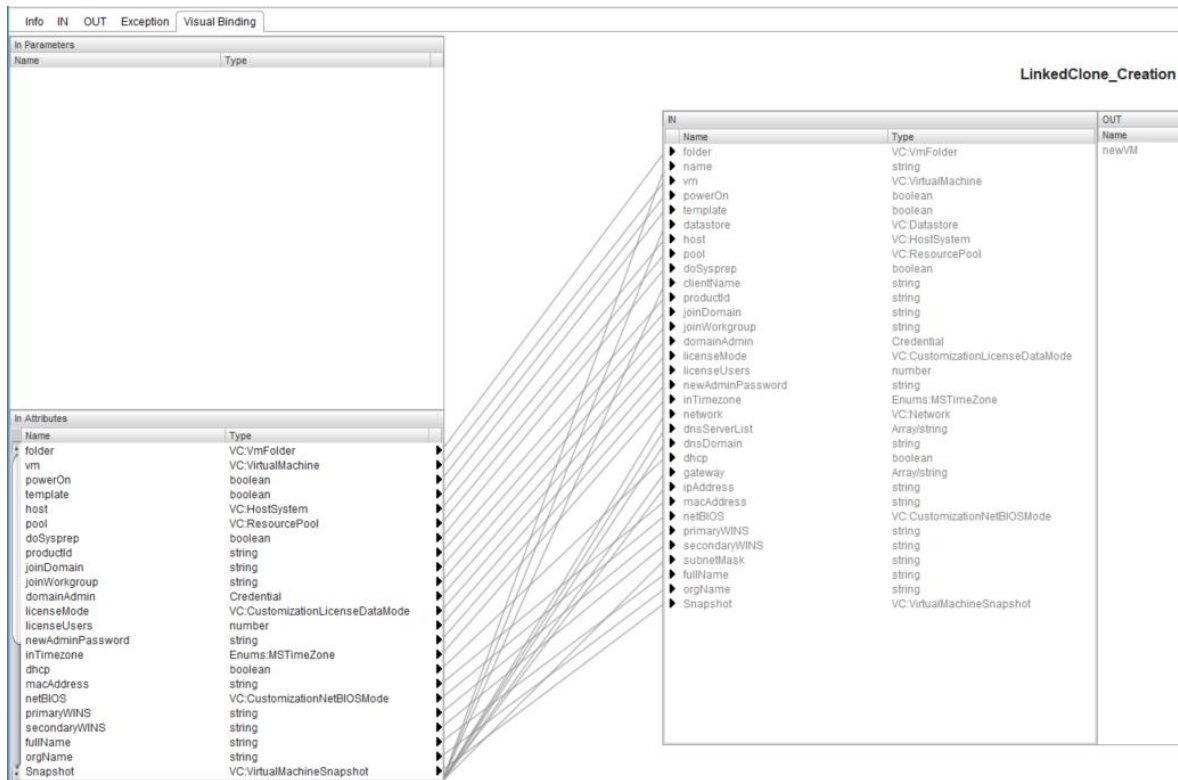 Info IN OUT Exception Visual Binding
In Parameters
Name Type
LinkedClone_Creation
IN OUT
Name Type Name
folder VC:VmFolder newVM
name string
vm VC:VirtualMachine
powerOn boolean
template boolean
datastore VC:Datastore
host VC:HostSystem
pool VC:ResourcePool
doSysprep boolean
clientName string
productId string
joinDomain string
joinWorkgroup string
domainAdmin Credential
licenseMode VC:CustomizationLicenseDataMode
licenseUsers number
newAdminPassword string
inTimezone Enums:MSTimeZone
network VC:Network
dnsServerList Array/string
dnsDomain string
dhcp boolean
gateway Array/string
ipAddress string
macAddress string
netBIOS VC:CustomizationNetBIOSMode
primaryWINS string
secondaryWINS string
subnetMask string
fullName string
orgName string
Snapshot VC:VirtualMachineSnapshot
In Attributes
Name Type
folder VC:VmFolder
vm VC:VirtualMachine
powerOn boolean
template boolean
host VC:HostSystem
pool VC:ResourcePool
doSysprep boolean
productId string
joinDomain string
joinWorkgroup string
domainAdmin Credential
licenseMode VC:CustomizationLicenseDataMode
licenseUsers number
newAdminPassword string
inTimezone Enums:MSTimeZone
dhcp boolean
macAddress string
netBIOS VC:CustomizationNetBIOSMode
primaryWINS string
secondaryWINS string
fullName string
orgName string
Snapshot VC:VirtualMachineSnapshot